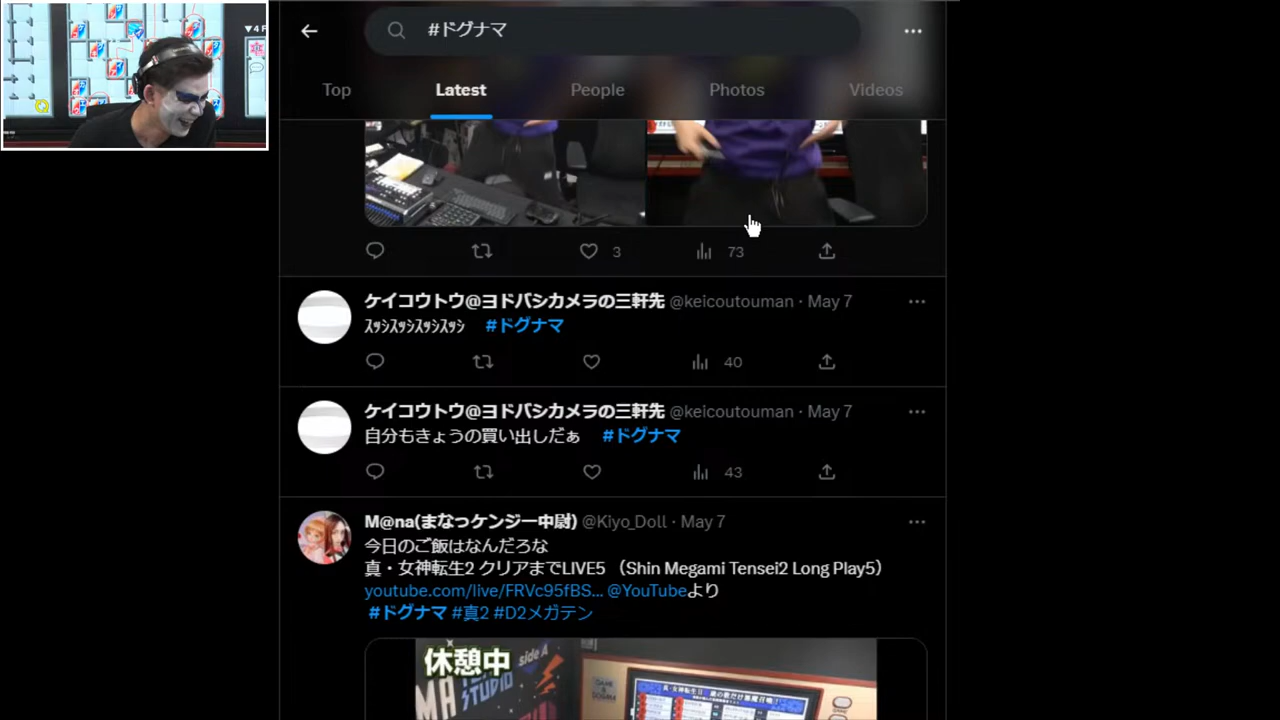 ▼4F
#ドグナマ
Top
Latest
People
Photos
Videos
3
73
ケイコウトウ@ヨドバシカメラの三軒先 @keicoutouman · May 7
ｽｯｼｽｯｼｽｯｼｽｯｼ #ドグナマ
40
ケイコウトウ@ヨドバシカメラの三軒先 @keicoutouman · May 7
自分もきょうの買い出しだぁ #ドグナマ
43
M@na(まなっケンジー中尉) @Kiyo_Doll · May 7
今日のご飯はなんだろな
真・女神転生2 クリアまでLIVE5 （Shin Megami Tensei2 Long Play5）
youtube.com/live/FRVc95fBS... @YouTubeより
#ドグナマ #真2 #D2メガテン
休憩中
side A
STUDIO